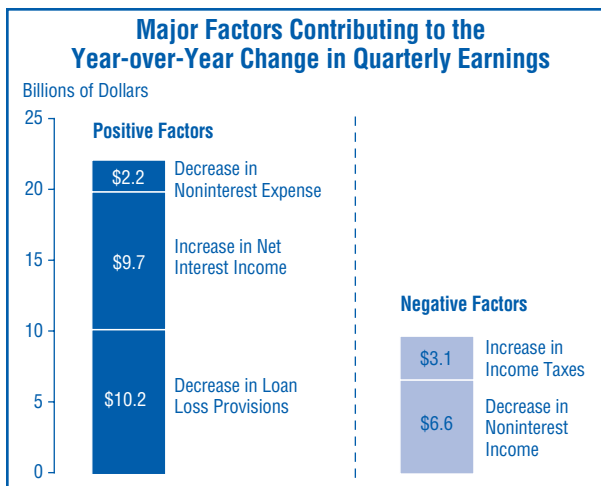 Major Factors Contributing to the
Year-over-Year Change in Quarterly Earnings
Billions of Dollars
25
20
15
10
5
0
Positive Factors
$2.2
Decrease in
Noninterest Expense
$9.7
Increase in Net
Interest Income
$10.2
Decrease in Loan
Loss Provisions
Negative Factors
$3.1
Increase in
Income Taxes
$6.6
Decrease in
Noninterest
Income